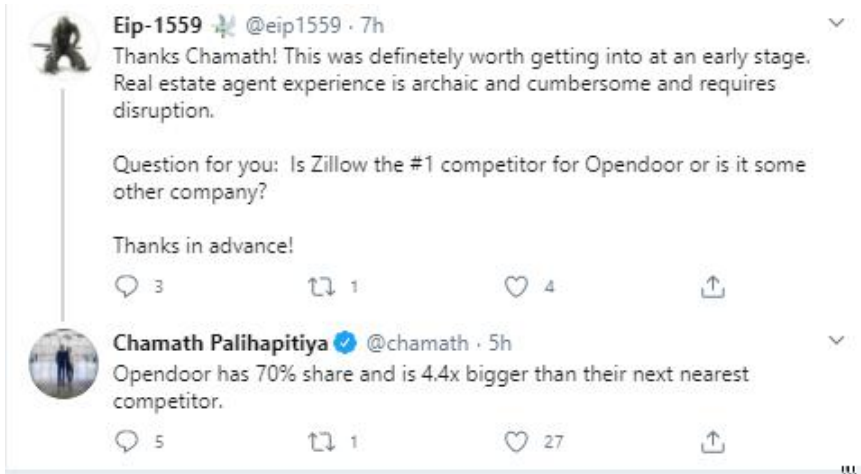 Eip-1559 @eip1559 · 7h
Thanks Chamath! This was definetely worth getting into at an early stage.
Real estate agent experience is archaic and cumbersome and requires
disruption.
Question for you: Is Zillow the #1 competitor for Opendoor or is it some
other company?
Thanks in advance!
3 1 4
Chamath Palihapitiya @chamath · 5h
Opendoor has 70% share and is 4.4x bigger than their next nearest
competitor.
5 1 27